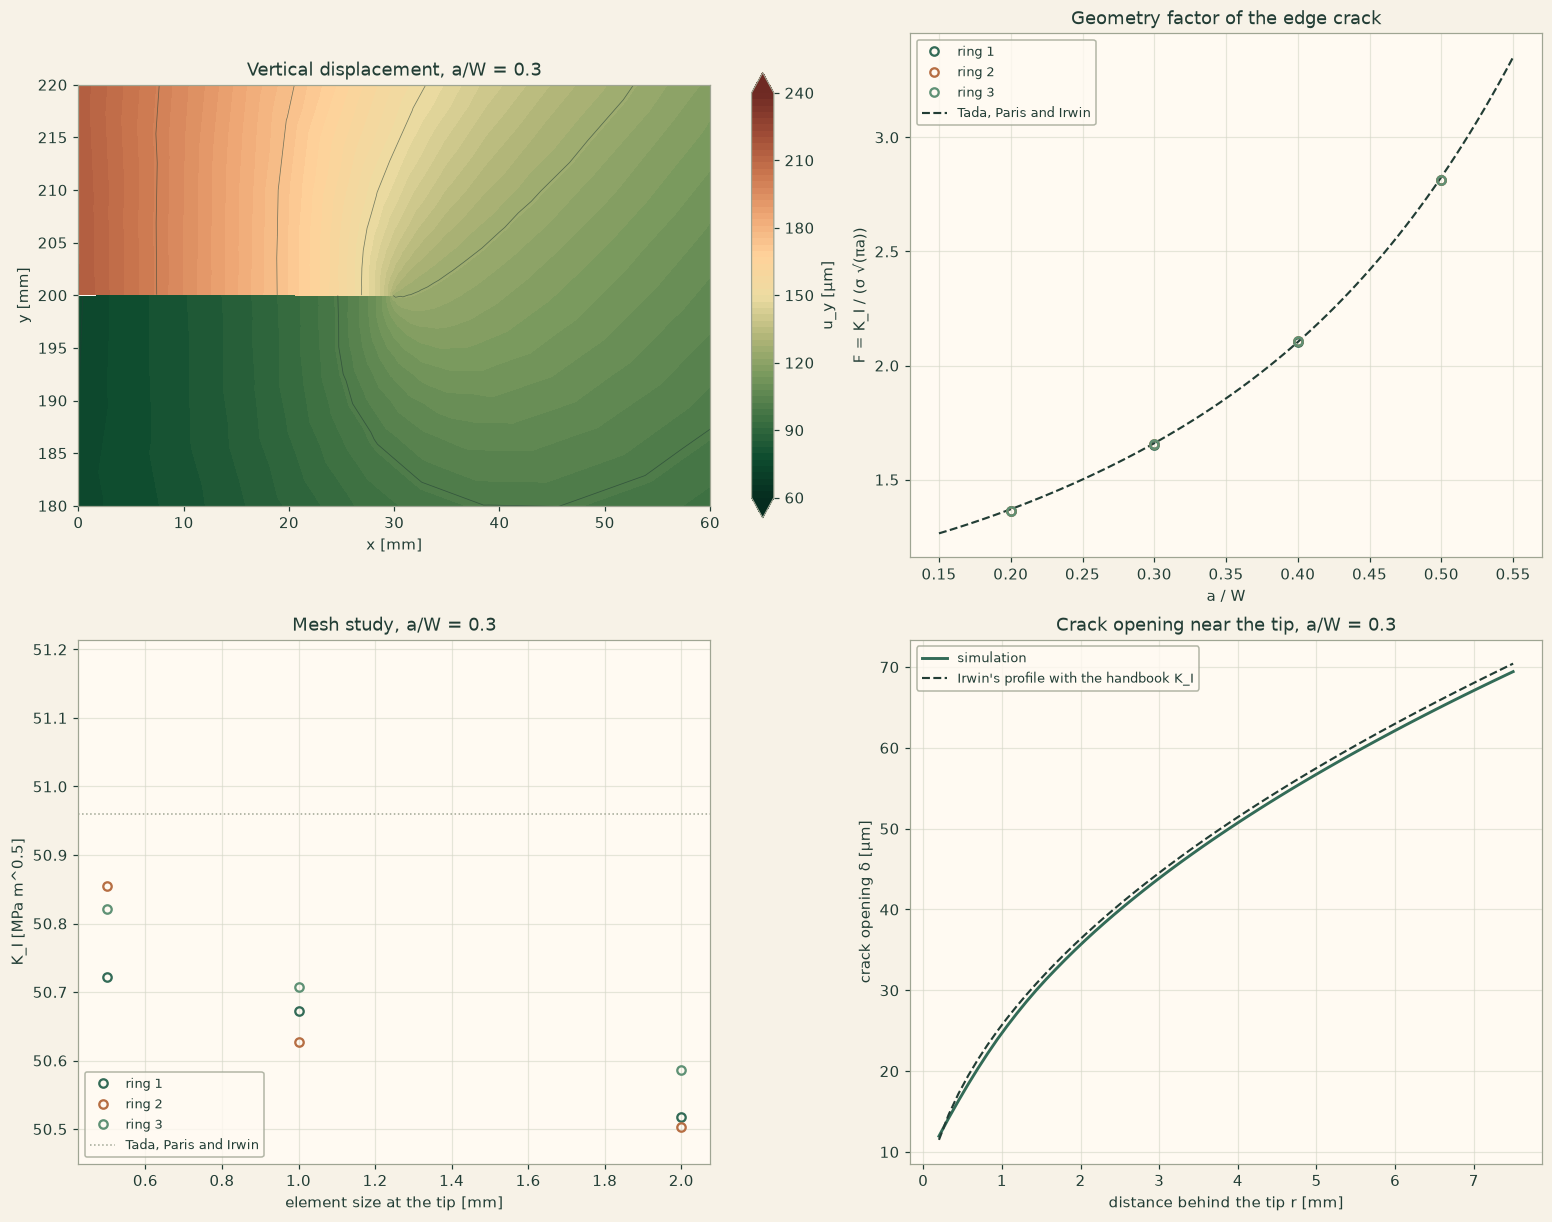 Vertical displacement, a/W = 0.3
220
215
210
205
200
195
190
185
180
y [mm]
0
10
20
30
40
50
60
x [mm]
240
210
180
150
120
90
60
u_y [µm]
Geometry factor of the edge crack
ring 1
ring 2
ring 3
Tada, Paris and Irwin
3.0
2.5
2.0
1.5
F = K_I / (σ √(πa))
0.15
0.20
0.25
0.30
0.35
0.40
0.45
0.50
0.55
a / W
Mesh study, a/W = 0.3
51.2
51.1
51.0
50.9
50.8
50.7
50.6
50.5
K_I [MPa m^0.5]
ring 1
ring 2
ring 3
Tada, Paris and Irwin
0.6
0.8
1.0
1.2
1.4
1.6
1.8
2.0
element size at the tip [mm]
Crack opening near the tip, a/W = 0.3
simulation
Irwin's profile with the handbook K_I
70
60
50
40
30
20
10
crack opening δ [µm]
0
1
2
3
4
5
6
7
distance behind the tip r [mm]